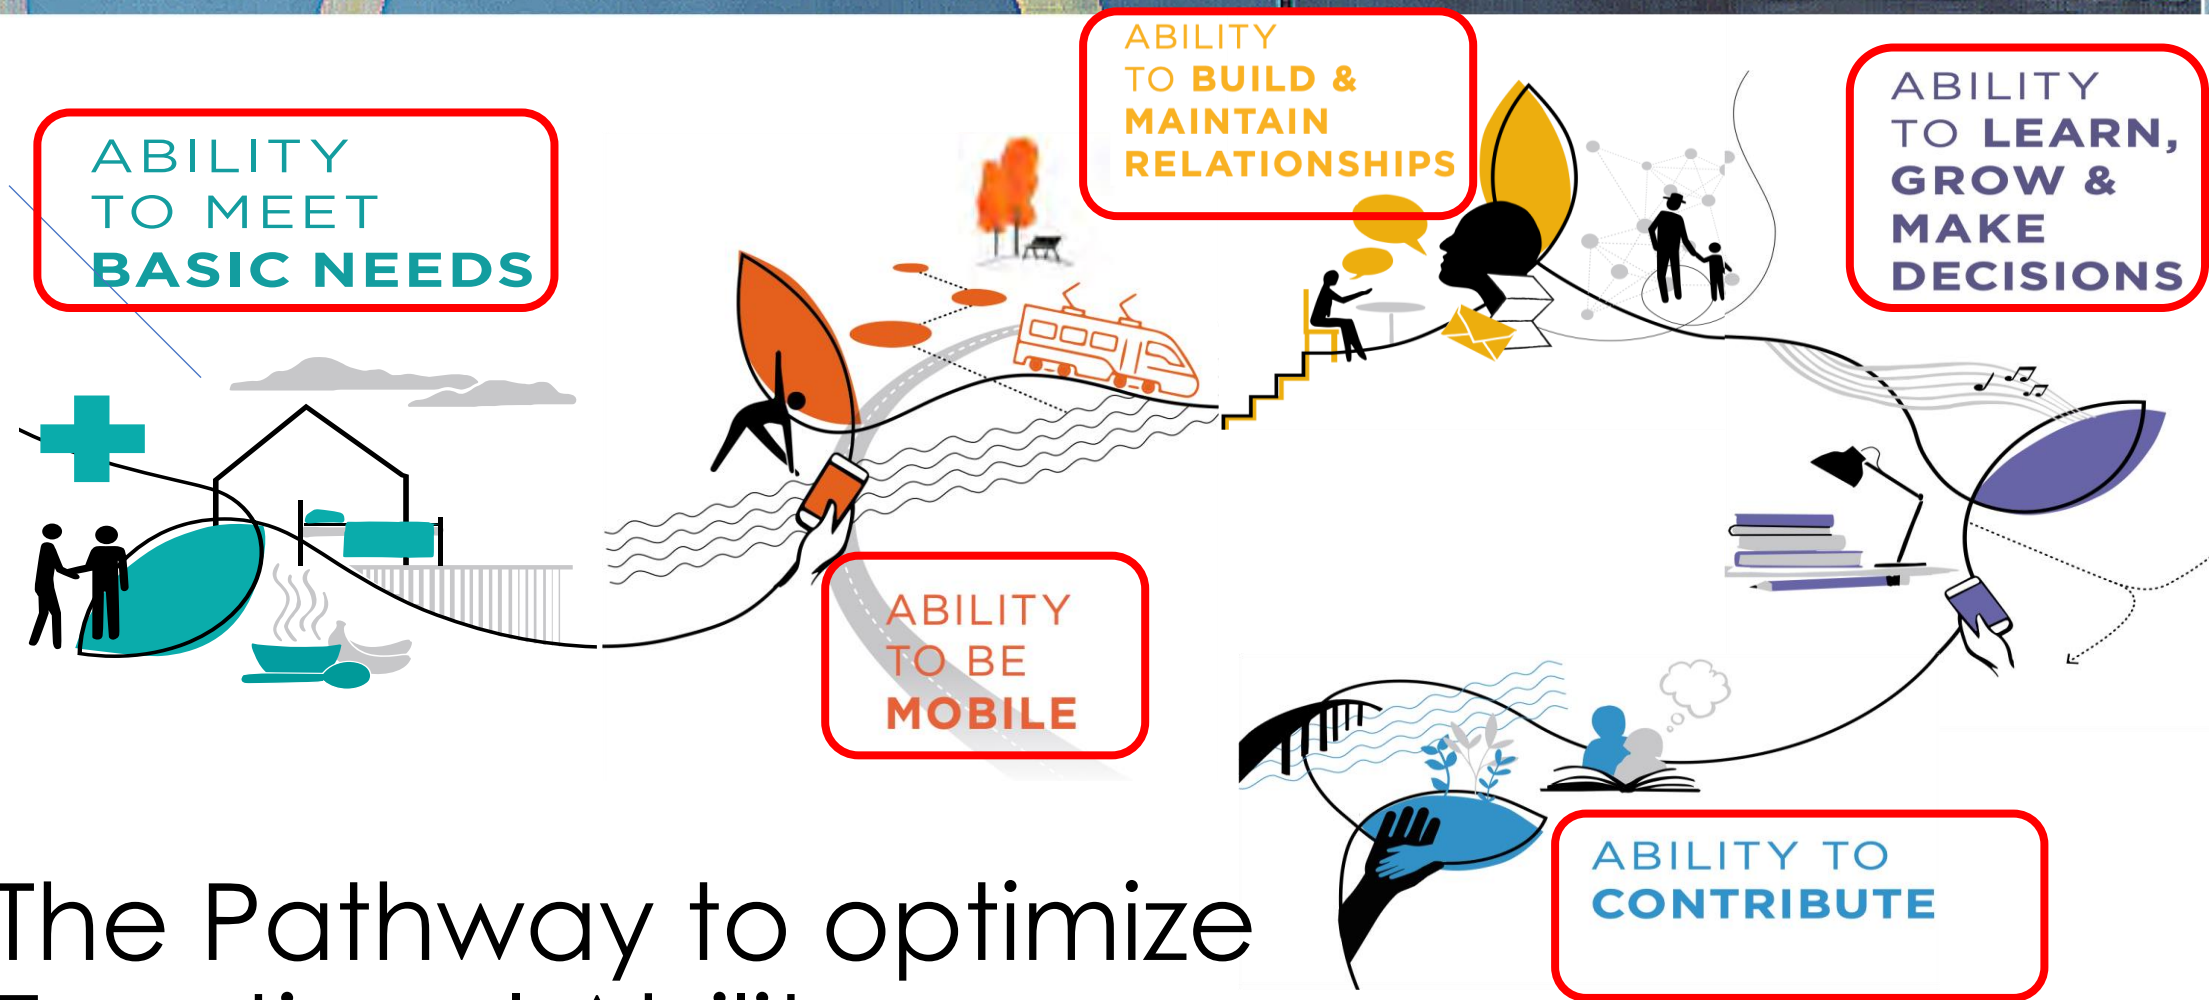 ABILITY
TO MEET
BASIC NEEDS
ABILITY
TO BE
MOBILE
ABILITY
TO BUILD &
MAINTAIN
RELATIONSHIPS
ABILITY
TO LEARN,
GROW &
MAKE
DECISIONS
ABILITY TO
CONTRIBUTE
The Pathway to optimize